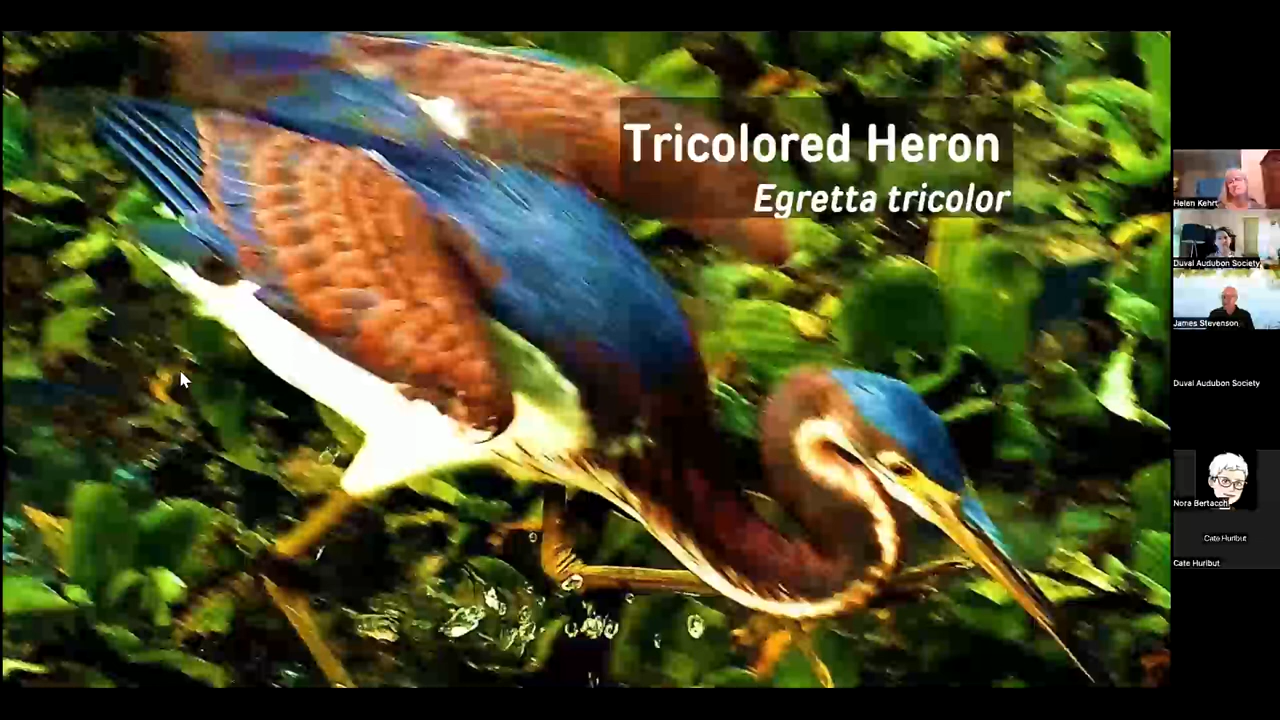 Tricolored Heron
Egretta tricolor
Helen Kehrt
Duval Audubon Society
James Stevenson
Duval Audubon Society
Nora Bertacchi
Cate Hurlbut
Cate Hurlbut